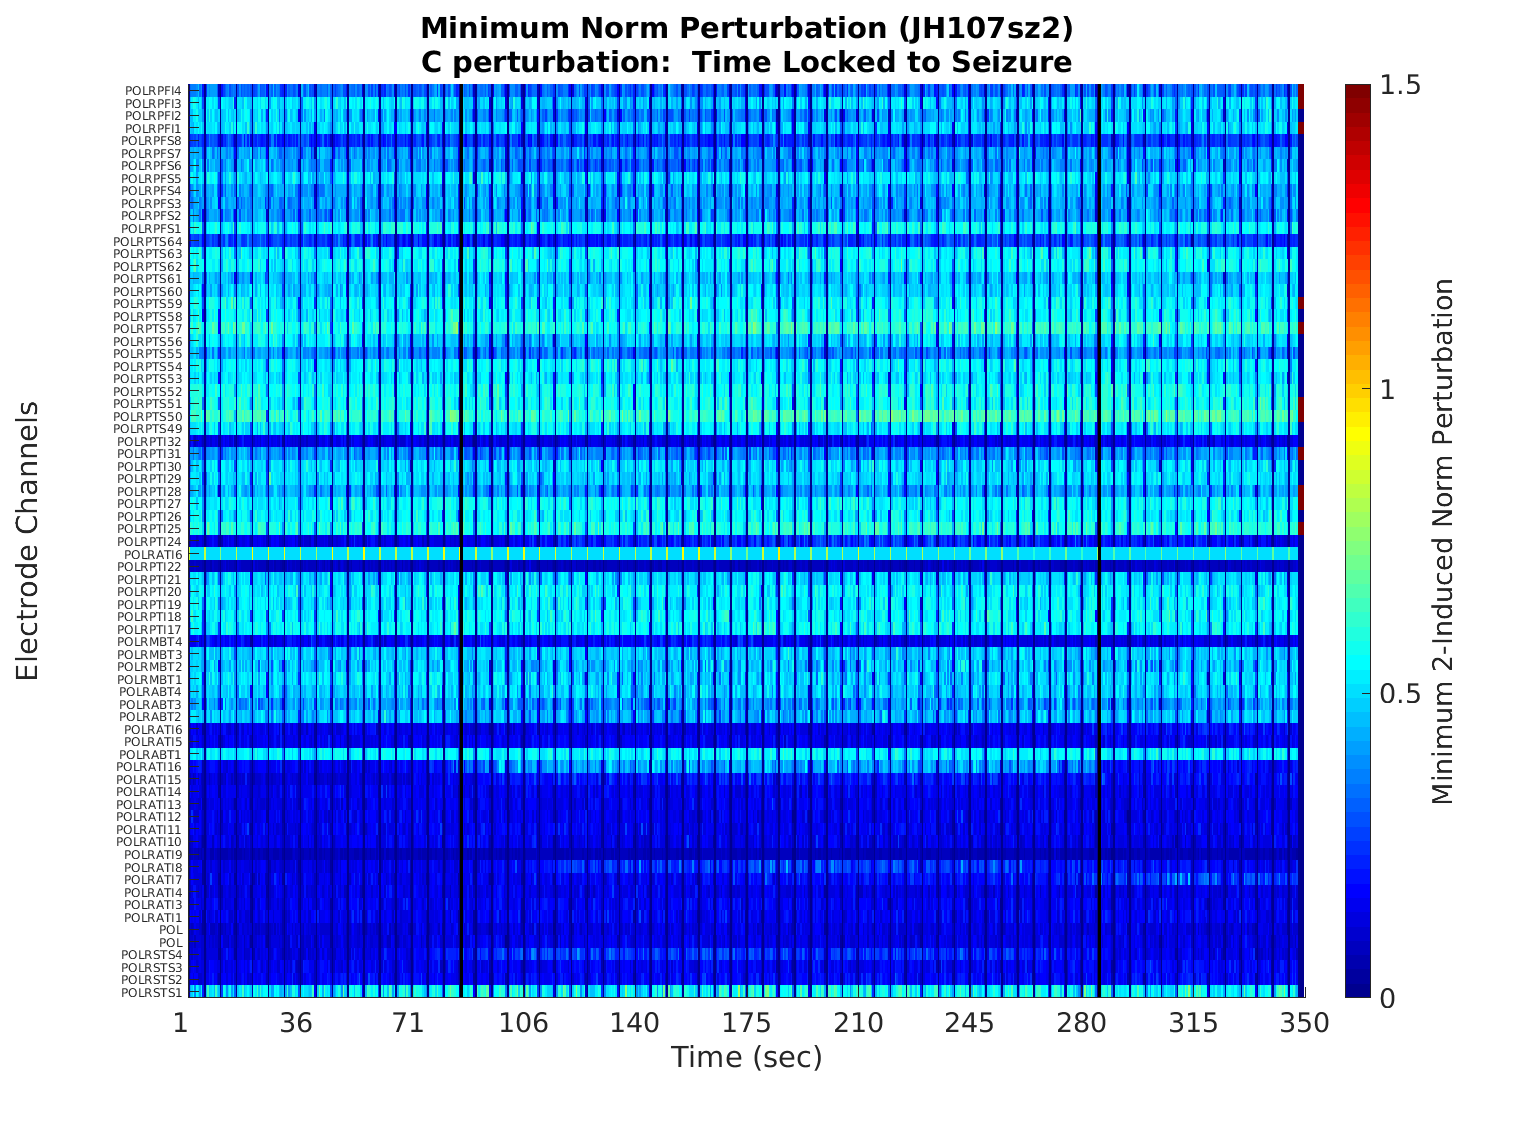 Minimum Norm Perturbation (JH107sz2)
C perturbation:  Time Locked to Seizure
Electrode Channels
POLRPFI4
POLRPFI3
POLRPFI2
POLRPFI1
POLRPFS8
POLRPFS7
POLRPFS6
POLRPFS5
POLRPFS4
POLRPFS3
POLRPFS2
POLRPFS1
POLRPTS64
POLRPTS63
POLRPTS62
POLRPTS61
POLRPTS60
POLRPTS59
POLRPTS58
POLRPTS57
POLRPTS56
POLRPTS55
POLRPTS54
POLRPTS53
POLRPTS52
POLRPTS51
POLRPTS50
POLRPTS49
POLRPTI32
POLRPTI31
POLRPTI30
POLRPTI29
POLRPTI28
POLRPTI27
POLRPTI26
POLRPTI25
POLRPTI24
POLRATI6
POLRPTI22
POLRPTI21
POLRPTI20
POLRPTI19
POLRPTI18
POLRPTI17
POLRMBT4
POLRMBT3
POLRMBT2
POLRMBT1
POLRABT4
POLRABT3
POLRABT2
POLRATI6
POLRATI5
POLRABT1
POLRATI16
POLRATI15
POLRATI14
POLRATI13
POLRATI12
POLRATI11
POLRATI10
POLRATI9
POLRATI8
POLRATI7
POLRATI4
POLRATI3
POLRATI1
POL
POL
POLRSTS4
POLRSTS3
POLRSTS2
POLRSTS1
1 36 71 106 140 175 210 245 280 315 350
Time (sec)
1.5
1
0.5
0
Minimum 2-Induced Norm Perturbation